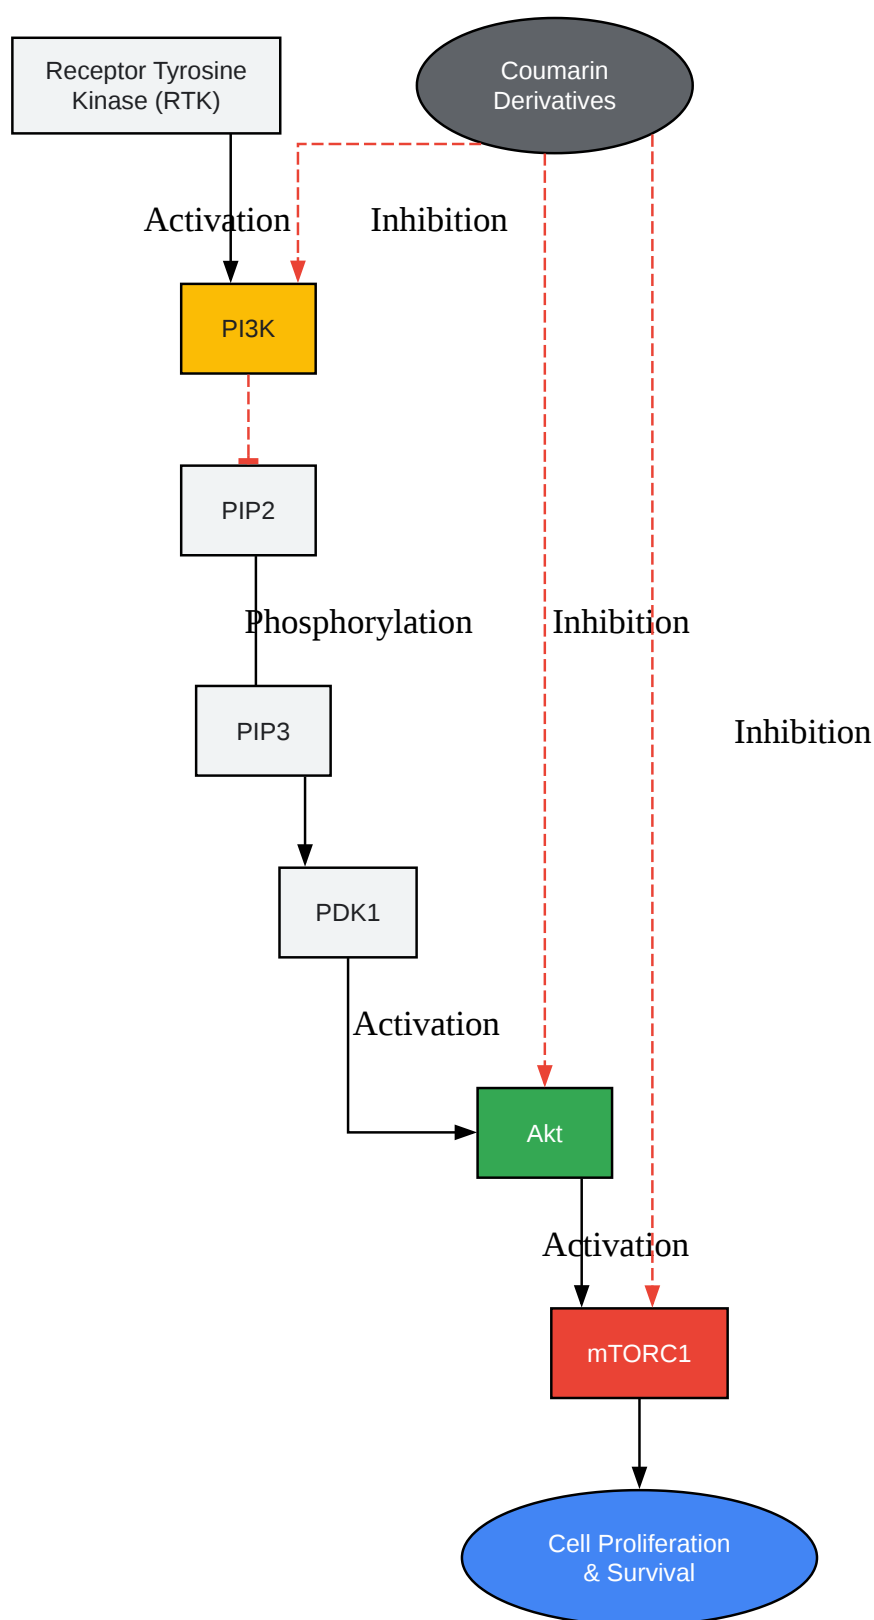 Receptor Tyrosine
Kinase (RTK)
Coumarin
Derivatives
Activation
Inhibition
PI3K
PIP2
Phosphorylation
Inhibition
PIP3
Inhibition
PDK1
Activation
Akt
Activation
mTORC1
Cell Proliferation
& Survival